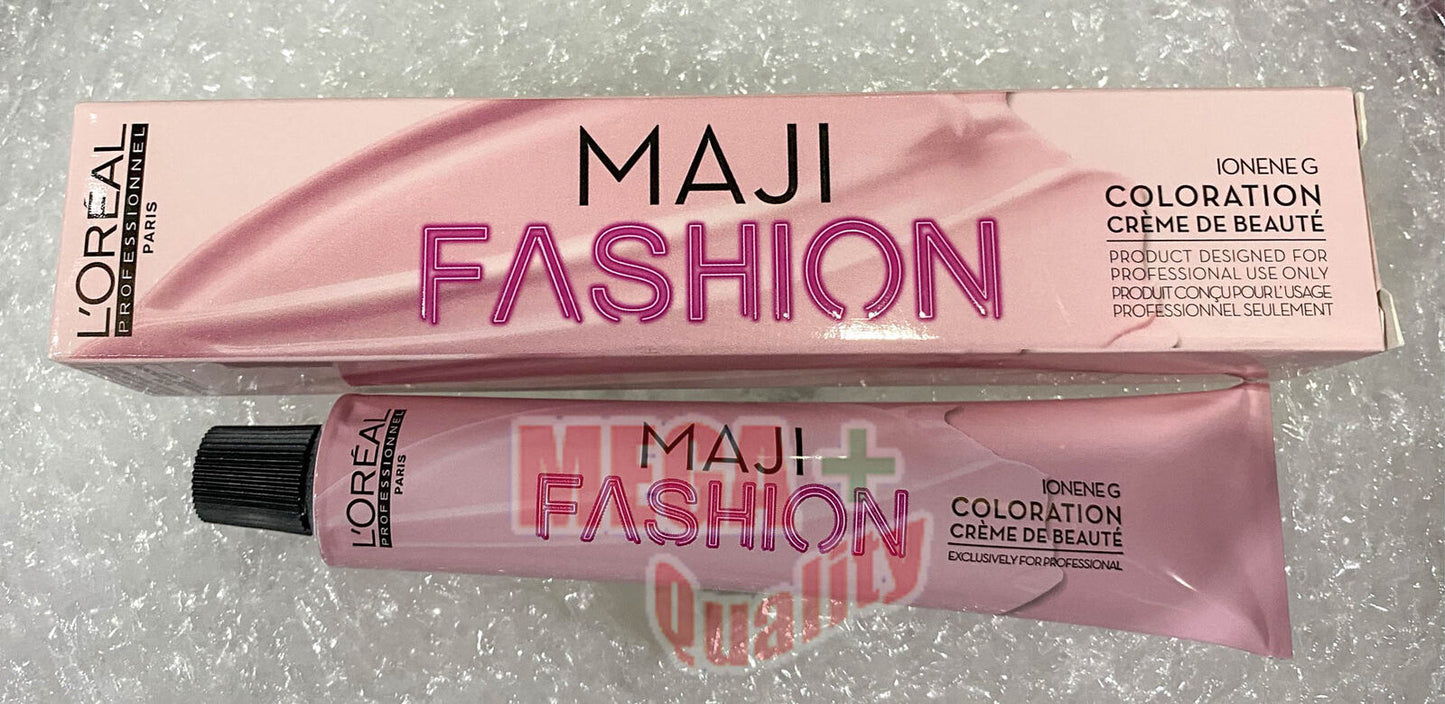 L'ORÉAL
PROFESSIONNEL
PARIS
MAJI
FASHION
IONENE G
COLORATION
CRÈME DE BEAUTÉ
PRODUCT DESIGNED FOR
PROFESSIONAL USE ONLY
PRODUIT CONÇU POUR L'USAGE
PROFESSIONNEL SEULEMENT
L'ORÉAL
PROFESSIONNEL
PARIS
MAJI
FASHION
IONENE G
COLORATION
CRÈME DE BEAUTÉ
EXCLUSIVELY FOR PROFESSIONAL
MEGA+
Quality